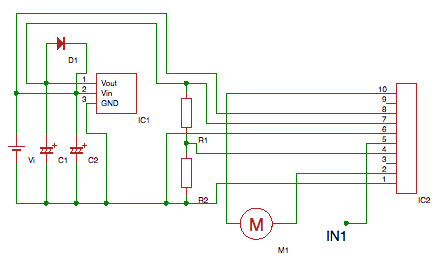 D1
1 Vout
2 Vin
3 GND
IC1
10
9
8
7
6
5
4
3
2
1
IC2
Vi
C1
C2
R1
R2
M
M1
IN1